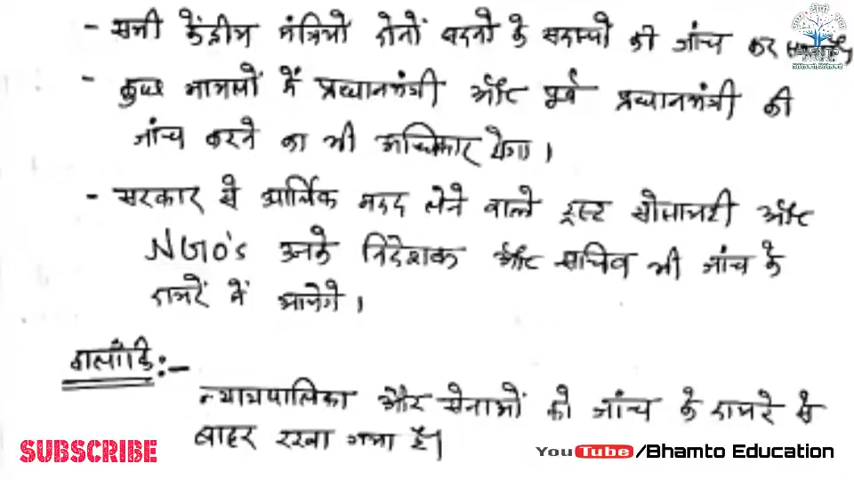 - सभी केंद्रीय मंत्रियो दोनों सदनो के सदस्यो की जांच कर
- कुछ मामलों में प्रधानमंत्री और पूर्व प्रधानमंत्री की
जांच करने का भी अधिकार होगा।
- सरकार से आर्थिक मदद लेने वाले ट्रस्ट सोसायटी और
NGO's उनके निदेशक और सचिव भी जांच के
दायरें में आयेगे।
हालाँकि:-
न्यायपालिका और सेनाओं को जांच के दायरे से
बाहर रखा गया है।
SUBSCRIBE
YouTube/Bhamto Education